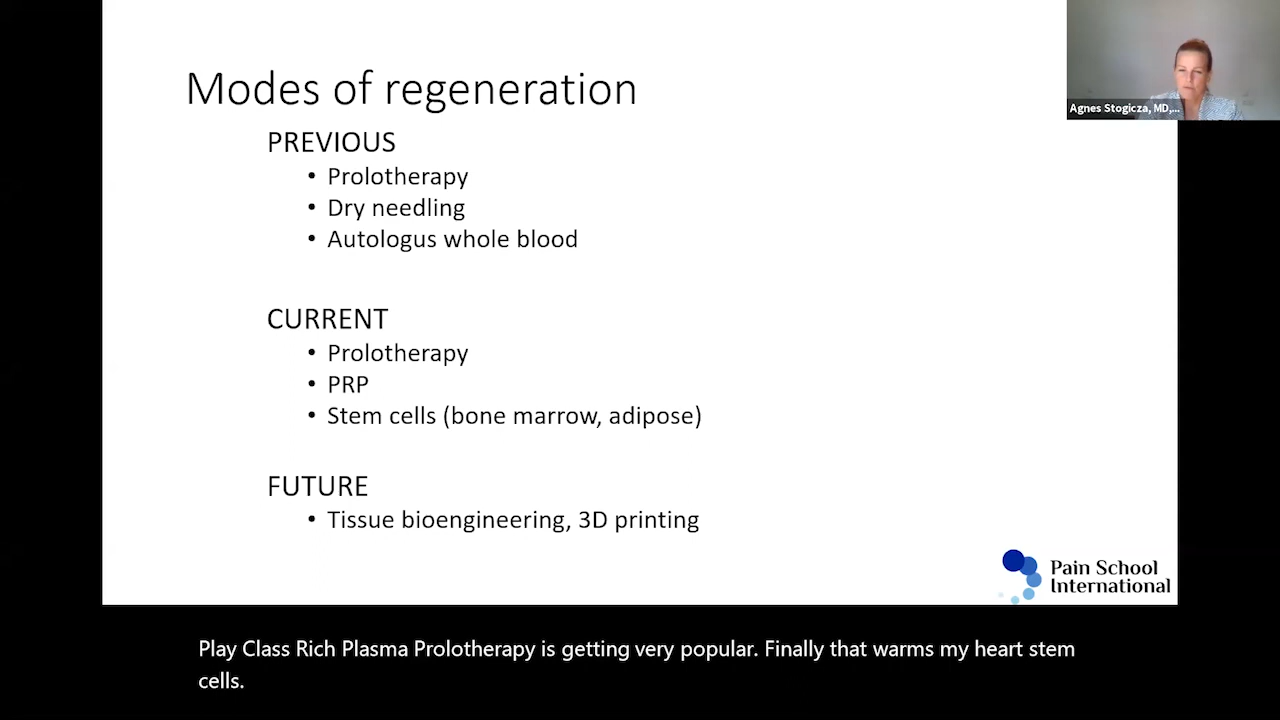 Modes of regeneration
Agnes Stogicza, MD,...
PREVIOUS
• Prolotherapy
• Dry needling
• Autologus whole blood
CURRENT
• Prolotherapy
• PRP
• Stem cells (bone marrow, adipose)
FUTURE
• Tissue bioengineering, 3D printing
Pain School
International
Play Class Rich Plasma Prolotherapy is getting very popular. Finally that warms my heart stem
cells.